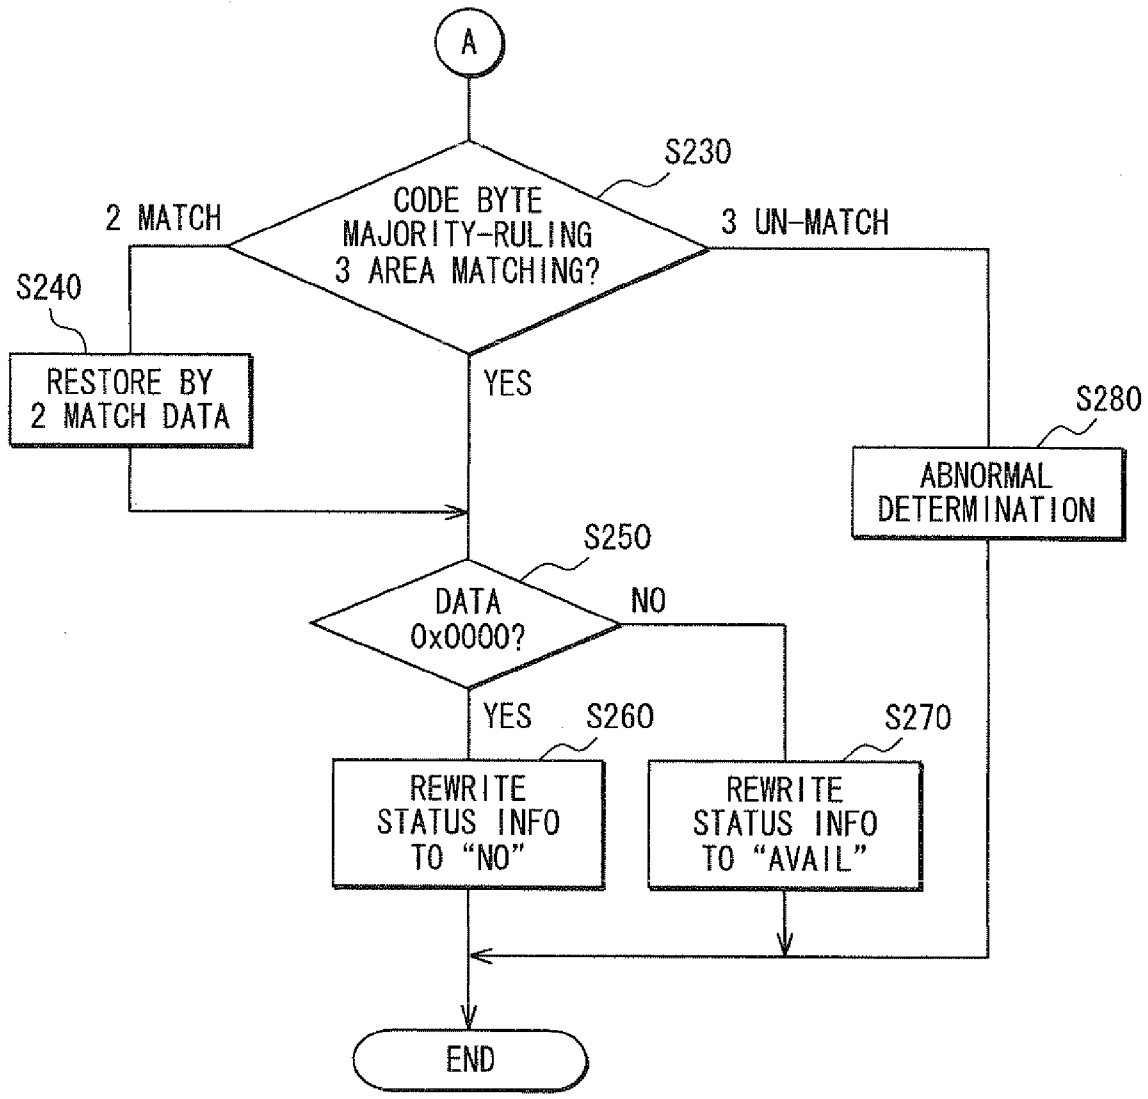 A
S230
CODE BYTE
MAJORITY-RULING
3 AREA MATCHING?
2 MATCH
3 UN-MATCH
S240
RESTORE BY
2 MATCH DATA
YES
S280
ABNORMAL
DETERMINATION
S250
DATA
0x0000?
NO
YES
S260
REWRITE
STATUS INFO
TO “NO”
S270
REWRITE
STATUS INFO
TO “AVAIL”
END